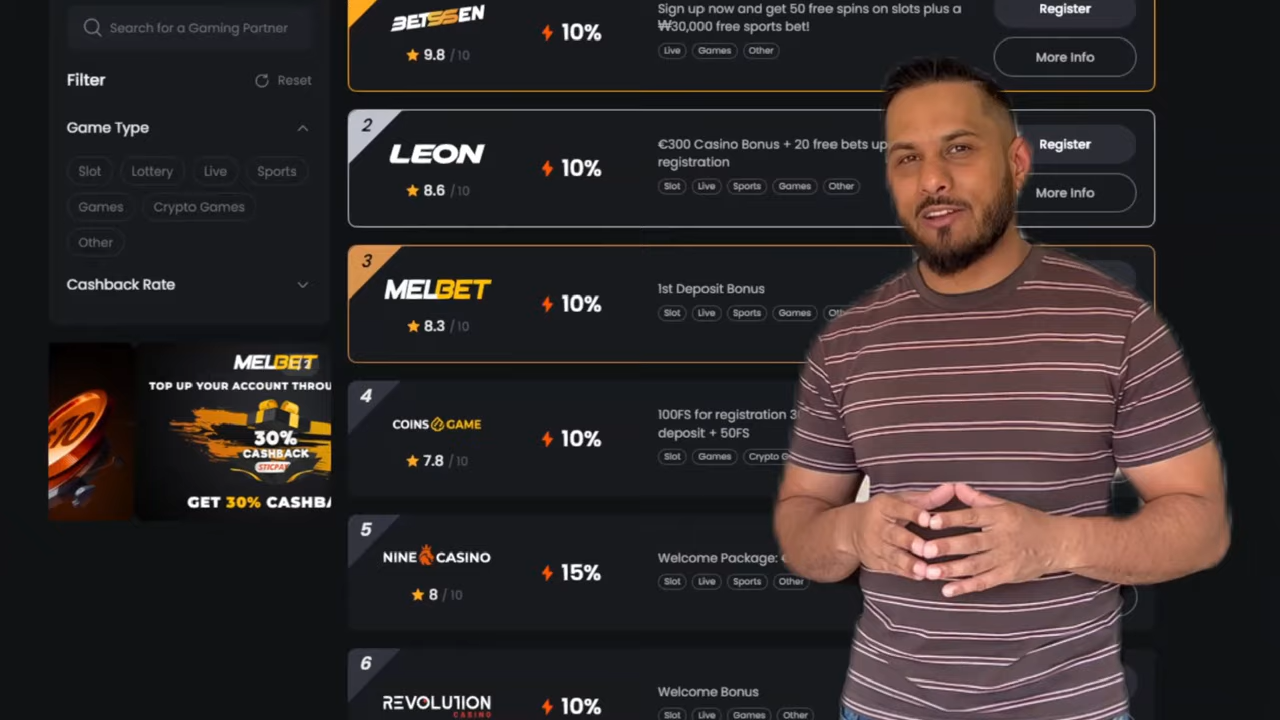 Search for a Gaming Partner
Filter
Reset
Game Type
Slot
Lottery
Live
Sports
Games
Crypto Games
Other
Cashback Rate
MELBET
TOP UP YOUR ACCOUNT THROU
30%
CASHBACK
STICPAY
GET 30% CASHBA
9.8 / 10
10%
Sign up now and get 50 free spins on slots plus a
₩30,000 free sports bet!
Live
Games
Other
Register
More Info
2
LEON
8.6 / 10
10%
€300 Casino Bonus + 20 free bets up
registration
Slot
Live
Sports
Games
Other
Register
More Info
3
MELBET
8.3 / 10
10%
1st Deposit Bonus
Slot
Live
Sports
Games
4
COINS GAME
7.8 / 10
10%
100FS for registration
deposit + 50FS
Slot
Games
Crypto
5
NINE CASINO
8 / 10
15%
Welcome Package:
Slot
Live
Sports
Other
6
REVOLUTION
CASINO
10%
Welcome Bonus
Slot
Live
Games
Other